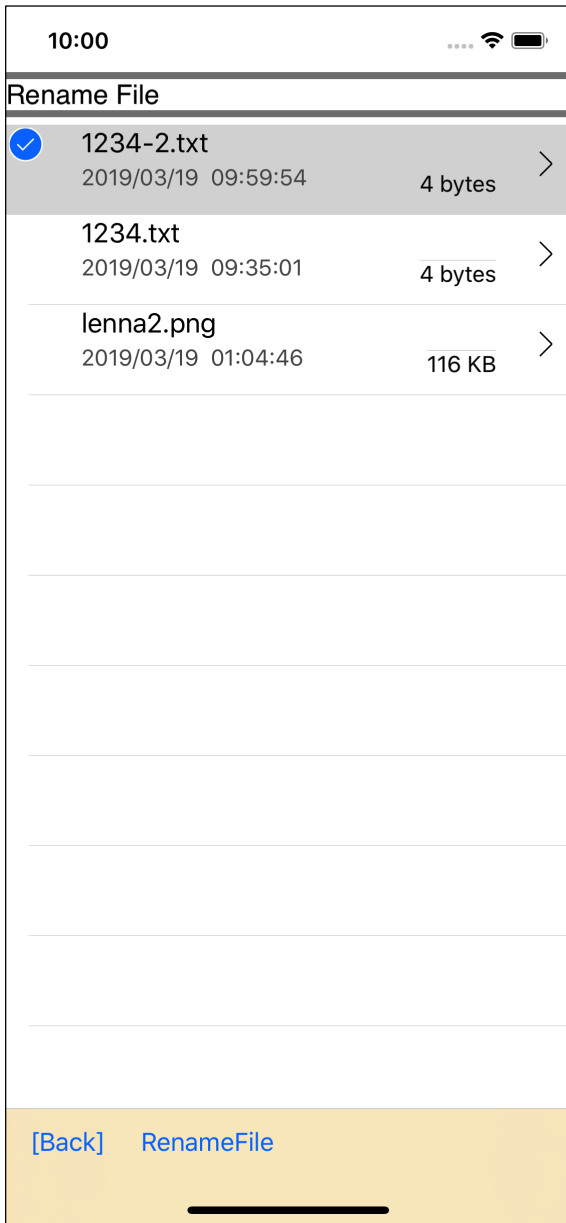 10:00
Rename File
1234-2.txt
2019/03/19 09:59:54
4 bytes
1234.txt
2019/03/19 09:35:01
4 bytes
lenna2.png
2019/03/19 01:04:46
116 KB
[Back] RenameFile